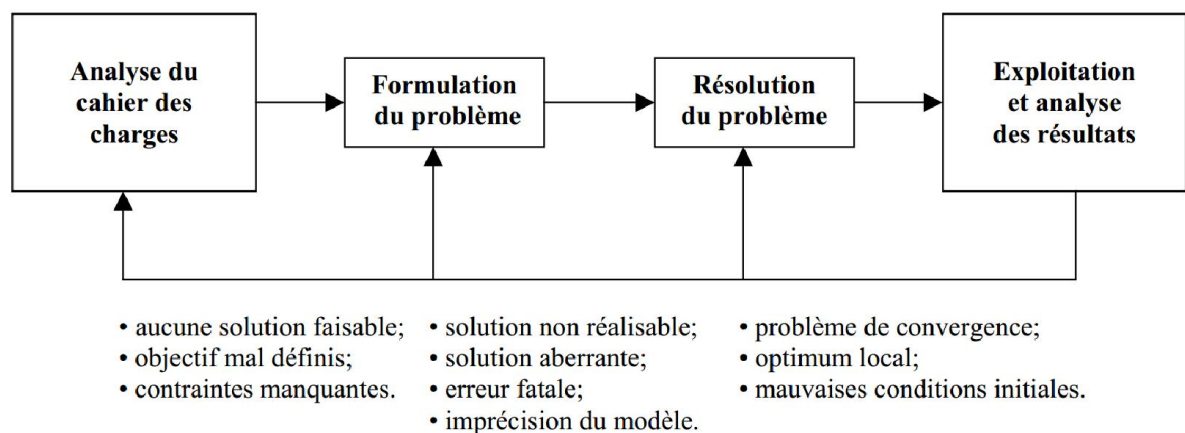 Analyse du
cahier des
charges
Formulation
du problème
Résolution
du problème
Exploitation
et analyse
des résultats
• aucune solution faisable;
• objectif mal définis;
• contraintes manquantes.
• solution non réalisable;
• solution aberrante;
• erreur fatale;
• imprécision du modèle.
• problème de convergence;
• optimum local;
• mauvaises conditions initiales.